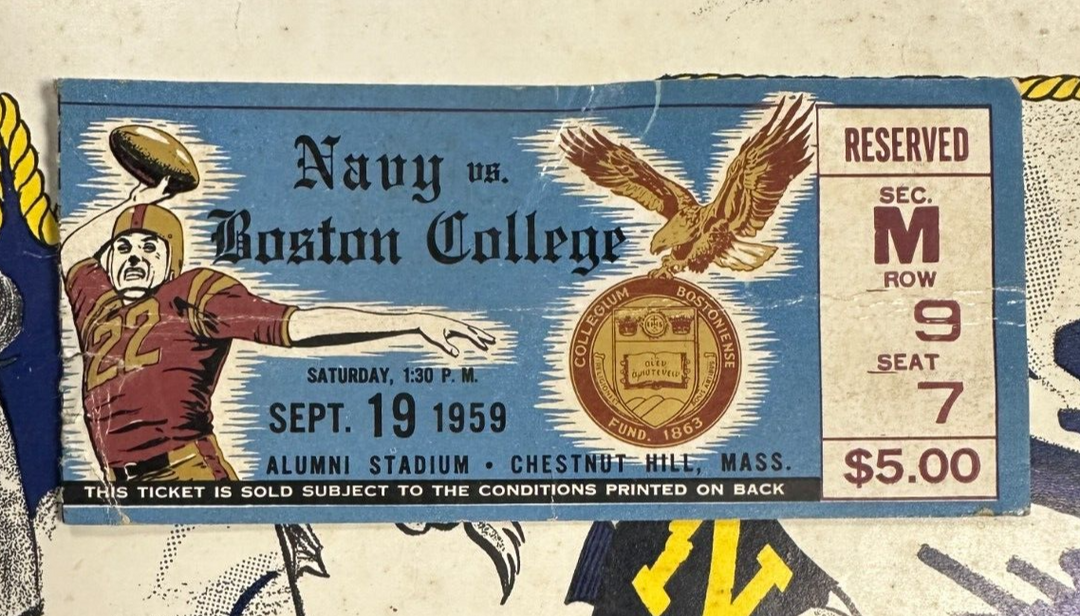 Navy vs.
Boston College
22
SATURDAY, 1:30 P. M.
SEPT. 19 1959
ALUMNI STADIUM • CHESTNUT HILL, MASS.
THIS TICKET IS SOLD SUBJECT TO THE CONDITIONS PRINTED ON BACK
COLLEGIUM BOSTONIENSE
FUND. 1863
RESERVED
SEC.
M
ROW
9
SEAT
7
$5.00
N